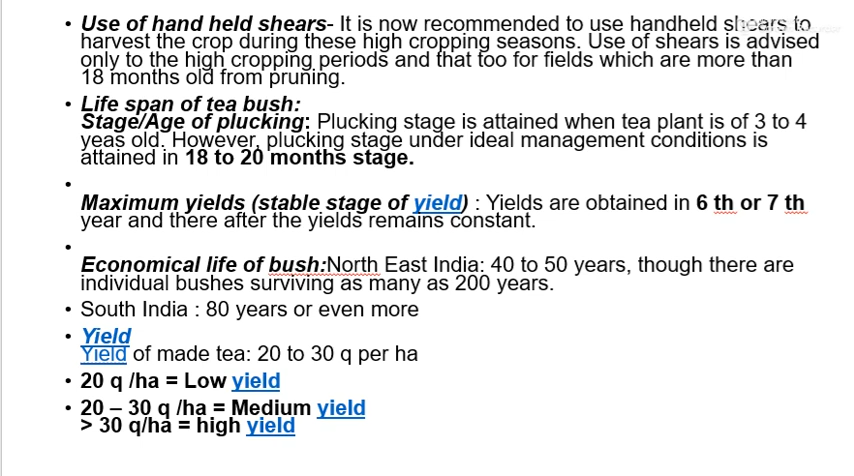 • Use of hand held shears- It is now recommended to use handheld shears to
harvest the crop during these high cropping seasons. Use of shears is advised
only to the high cropping periods and that too for fields which are more than
18 months old from pruning.
• Life span of tea bush:
Stage/Age of plucking: Plucking stage is attained when tea plant is of 3 to 4
yeas old. However, plucking stage under ideal management conditions is
attained in 18 to 20 months stage.
•
Maximum yields (stable stage of yield) : Yields are obtained in 6 th or 7 th
year and there after the yields remains constant.
•
Economical life of bush:North East India: 40 to 50 years, though there are
individual bushes surviving as many as 200 years.
• South India : 80 years or even more
• Yield
Yield of made tea: 20 to 30 q per ha
• 20 q /ha = Low yield
• 20 – 30 q /ha = Medium yield
> 30 q/ha = high yield